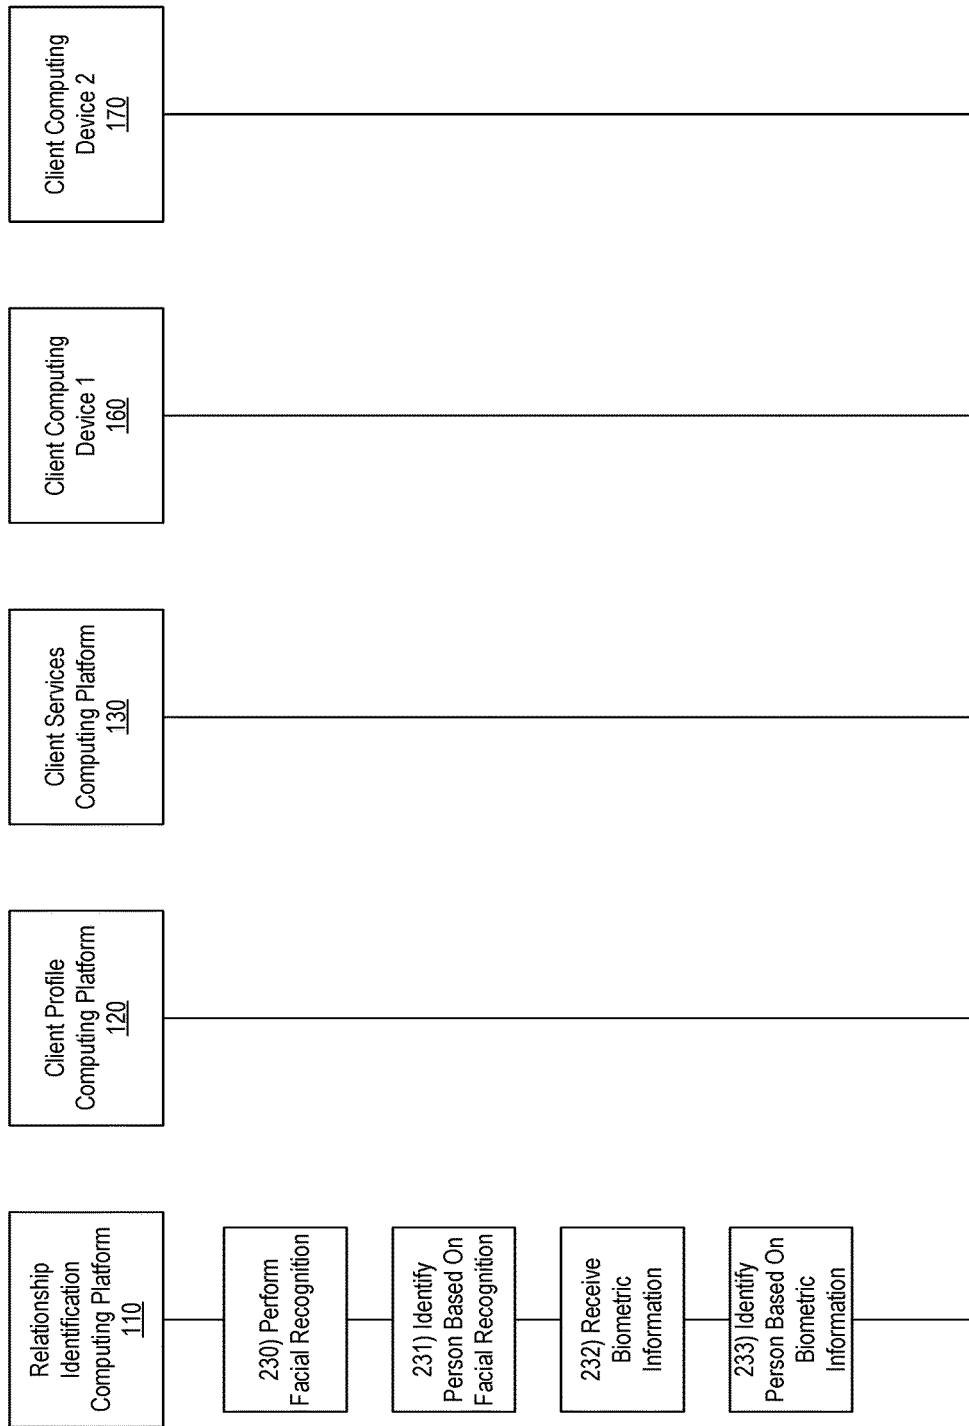 Relationship
Identification
Computing Platform
110
Client Profile
Computing Platform
120
Client Services
Computing Platform
130
Client Computing
Device 1
160
Client Computing
Device 2
170
230) Perform
Facial Recognition
231) Identify
Person Based On
Facial Recognition
232) Receive
Biometric
Information
233) Identify
Person Based On
Biometric
Information